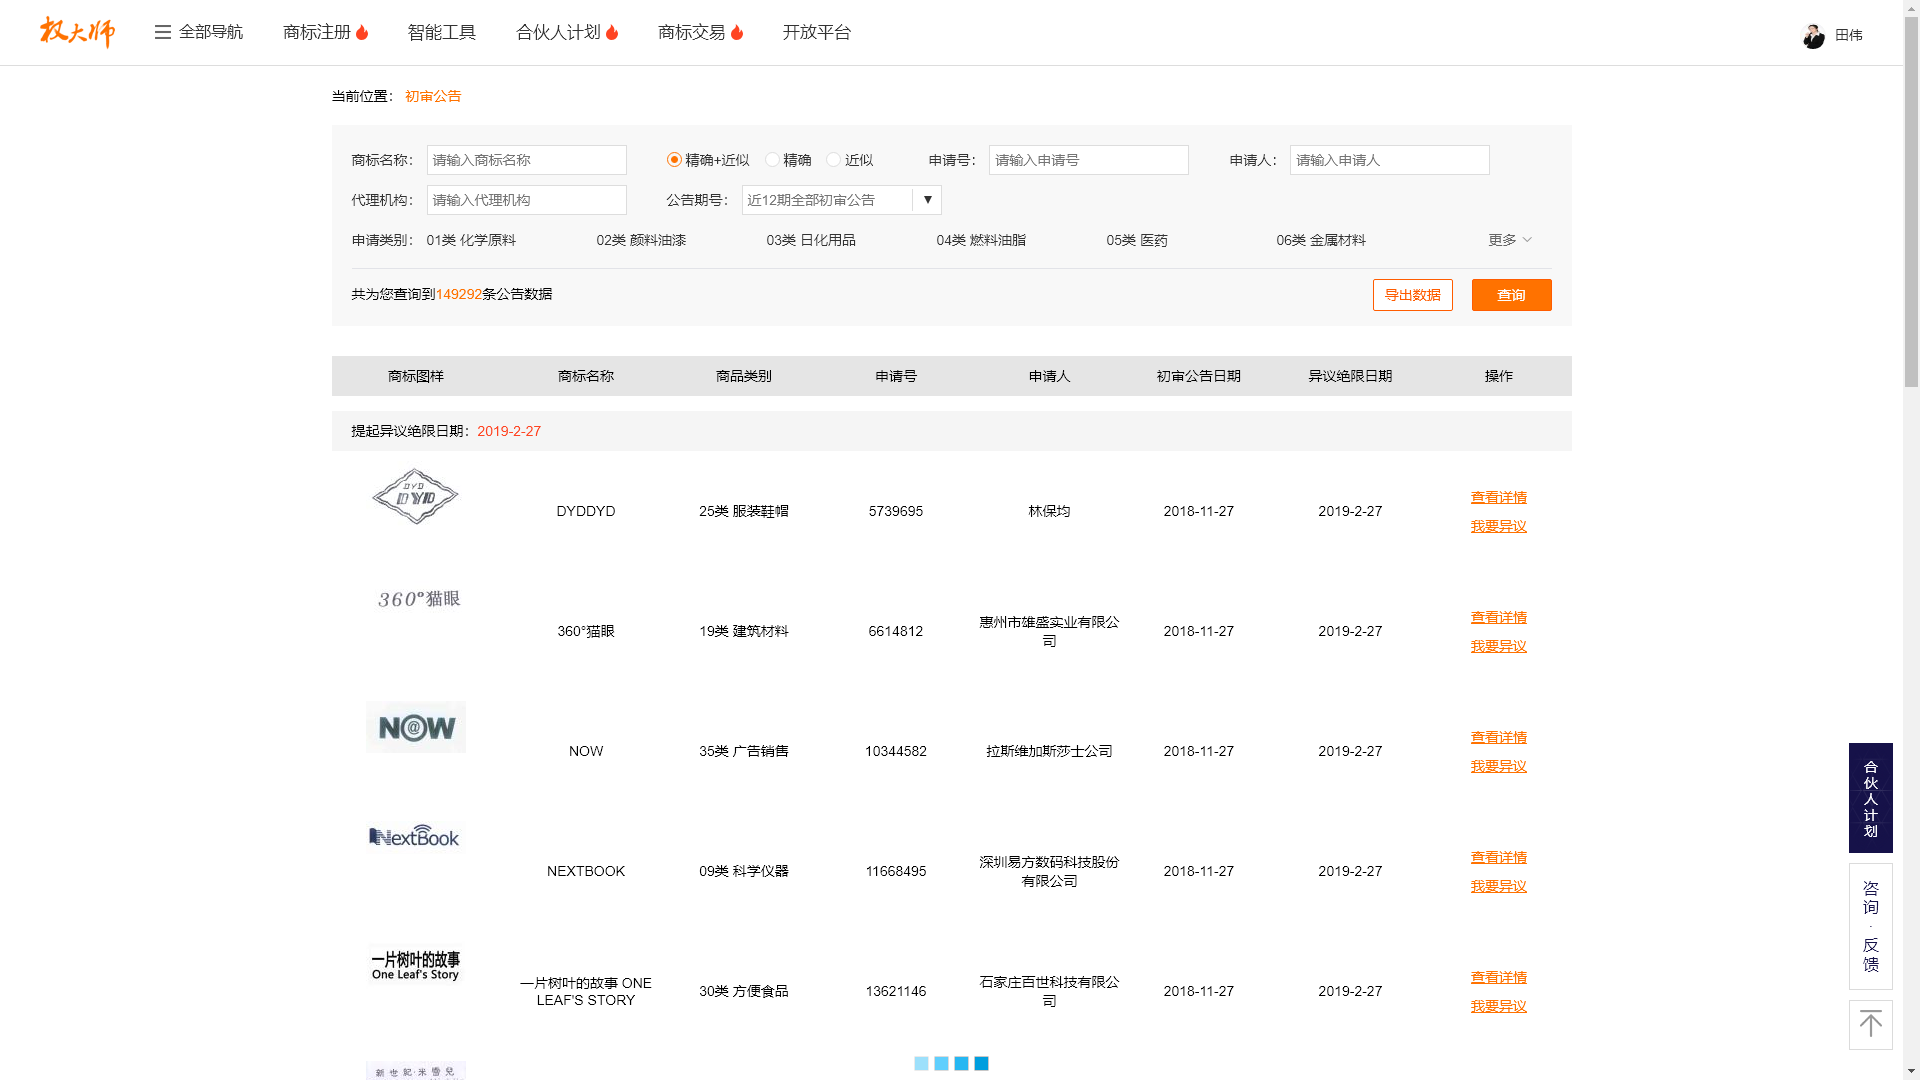 权大师
全部导航
商标注册
智能工具
合伙人计划
商标交易
开放平台
田伟
当前位置： 初审公告
商标名称： 请输入商标名称 精确+近似 精确 近似 申请号： 请输入申请号 申请人： 请输入申请人
代理机构： 请输入代理机构 公告期号： 近12期全部初审公告 ▼
申请类别： 01类 化学原料 02类 颜料油漆 03类 日化用品 04类 燃料油脂 05类 医药 06类 金属材料 更多
共为您查询到149292条公告数据 导出数据 查询
商标图样 商标名称 商品类别 申请号 申请人 初审公告日期 异议绝限日期 操作
提起异议绝限日期：2019-2-27
DYD
DYD
DYDDYD 25类 服装鞋帽 5739695 林保均 2018-11-27 2019-2-27
查看详情
我要异议
360°猫眼
360°猫眼 19类 建筑材料 6614812 惠州市雄盛实业有限公
司
2018-11-27 2019-2-27
查看详情
我要异议
N@W
NOW 35类 广告销售 10344582 拉斯维加斯莎士公司 2018-11-27 2019-2-27
查看详情
我要异议
NextBook
NEXTBOOK 09类 科学仪器 11668495 深圳易方数码科技股份
有限公司
2018-11-27 2019-2-27
查看详情
我要异议
一片树叶的故事
One Leaf's Story
一片树叶的故事 ONE
LEAF'S STORY
30类 方便食品 13621146 石家庄百世科技有限公
司
2018-11-27 2019-2-27
查看详情
我要异议
新世紀·米雪兒
合伙人计划
咨询·反馈